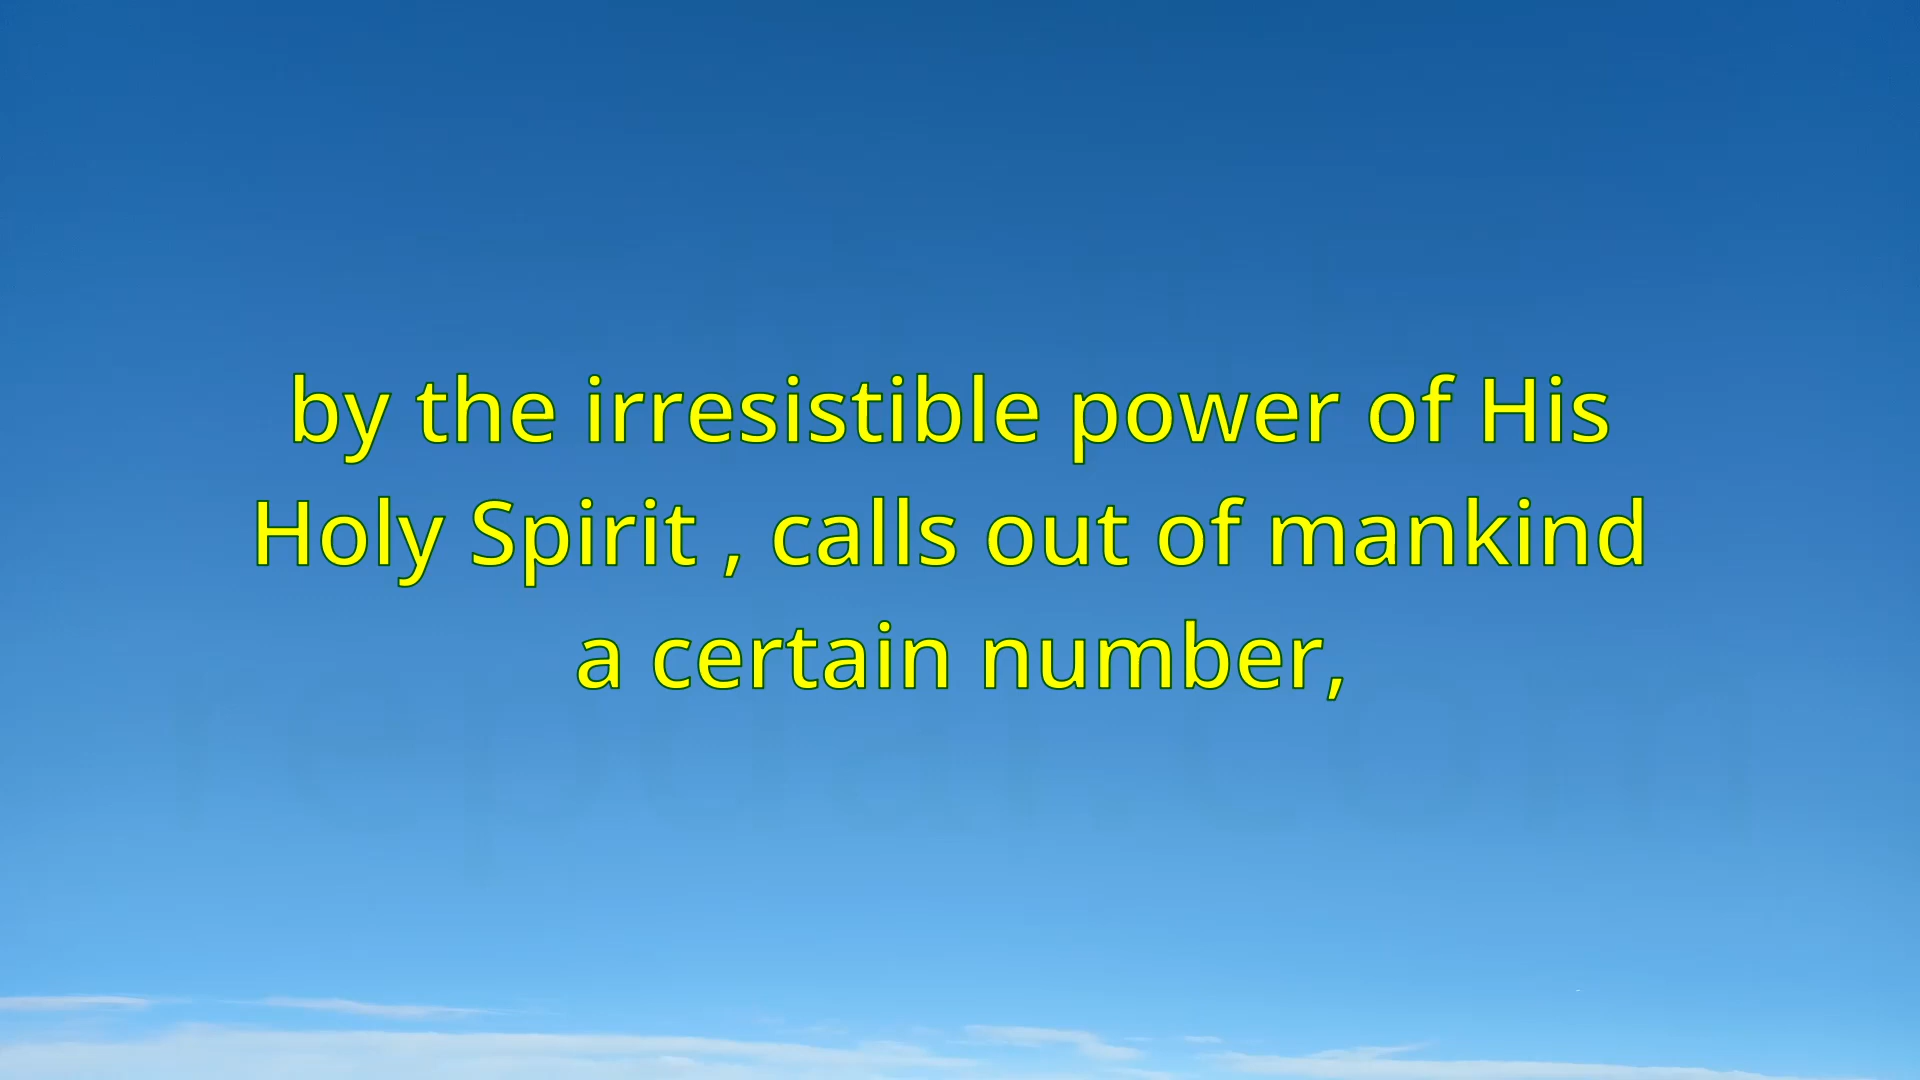 by the irresistible power of His
Holy Spirit , calls out of mankind
a certain number,